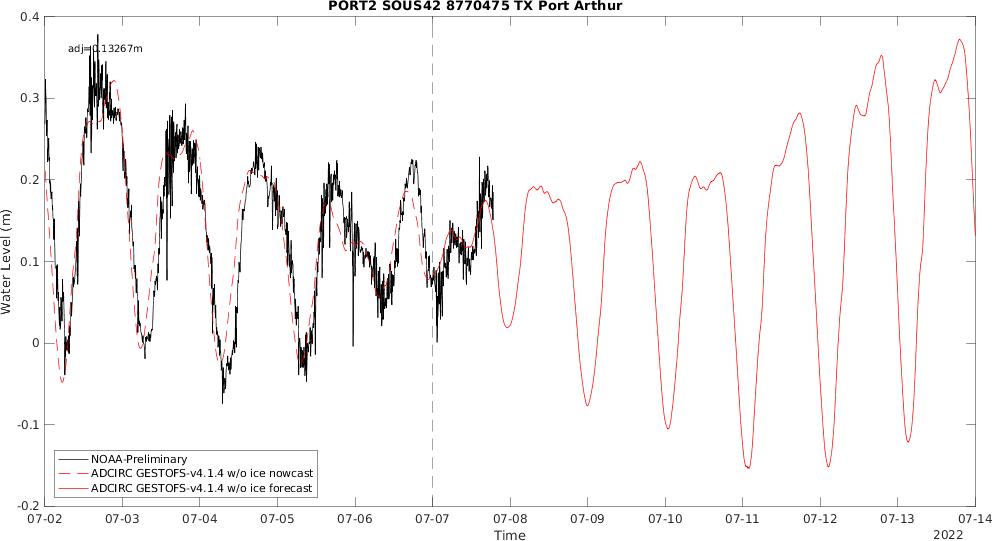 PORT2 SOUS42 8770475 TX Port Arthur
adj=0.13267m
0.4
0.3
0.2
0.1
0
-0.1
-0.2
Water Level (m)
NOAA-Preliminary
ADCIRC GESTOFS-v4.1.4 w/o ice nowcast
ADCIRC GESTOFS-v4.1.4 w/o ice forecast
07-02 07-03 07-04 07-05 07-06 07-07 07-08 07-09 07-10 07-11 07-12 07-13 07-14
Time
2022